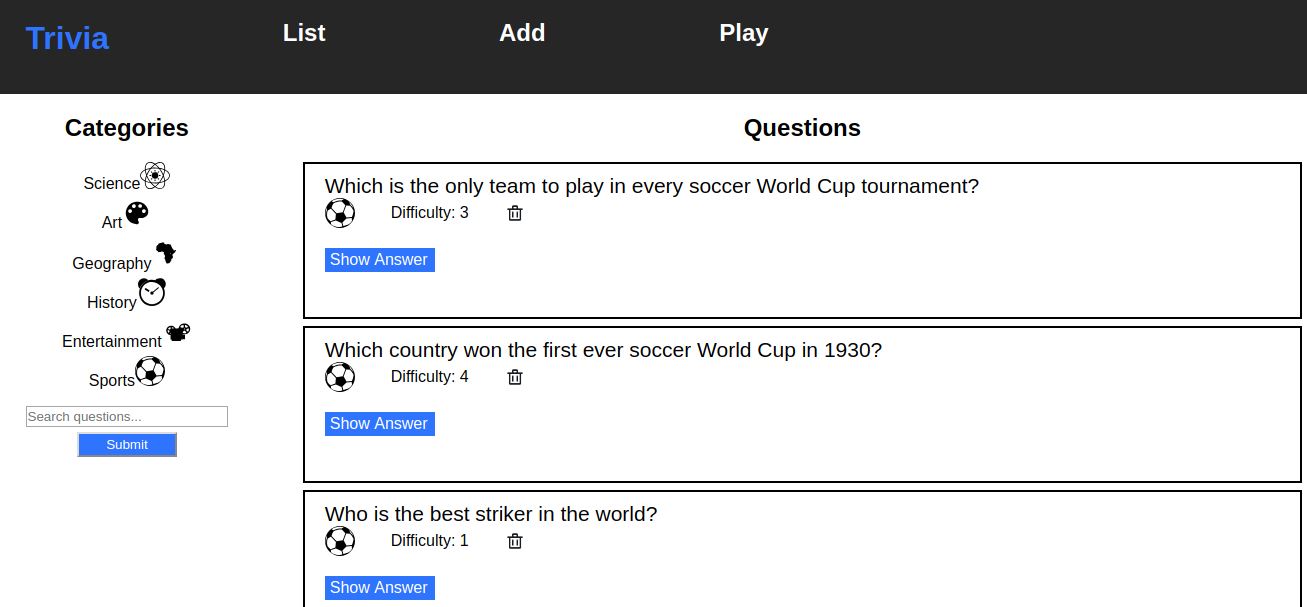 Trivia
List
Add
Play
Categories
Science
Art
Geography
History
Entertainment
Sports
Search questions...
Submit
Questions
Which is the only team to play in every soccer World Cup tournament?
Difficulty: 3
Show Answer
Which country won the first ever soccer World Cup in 1930?
Difficulty: 4
Show Answer
Who is the best striker in the world?
Difficulty: 1
Show Answer